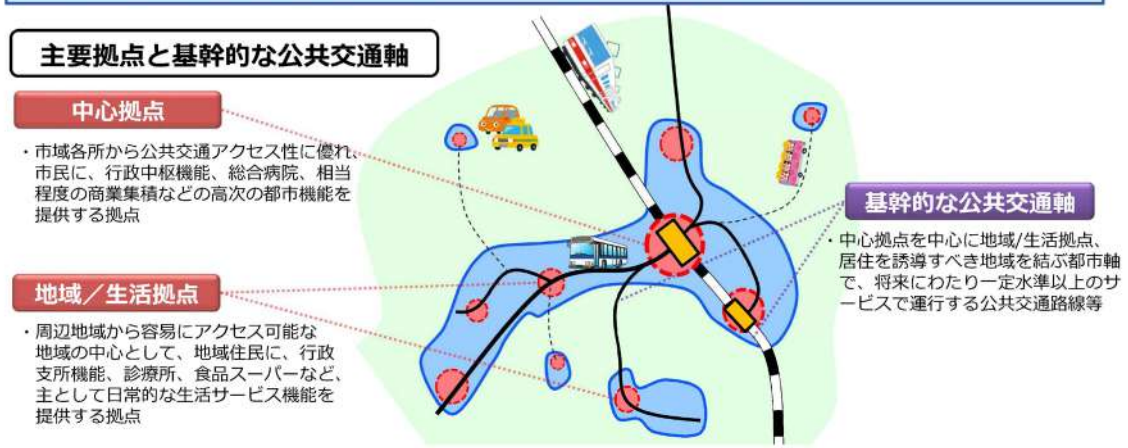 主要拠点と基幹的な公共交通軸
中心拠点
・市域各所から公共交通アクセス性に優れ、
市民に、行政中枢機能、総合病院、相当
程度の商業集積などの高次の都市機能を
提供する拠点
地域／生活拠点
・周辺地域から容易にアクセス可能な
地域の中心として、地域住民に、行政
支所機能、診療所、食品スーパーなど、
主として日常的な生活サービス機能を
提供する拠点
基幹的な公共交通軸
・中心拠点を中心に地域/生活拠点、
居住を誘導すべき地域を結ぶ都市軸
で、将来にわたり一定水準以上のサ
ービスで運行する公共交通路線等